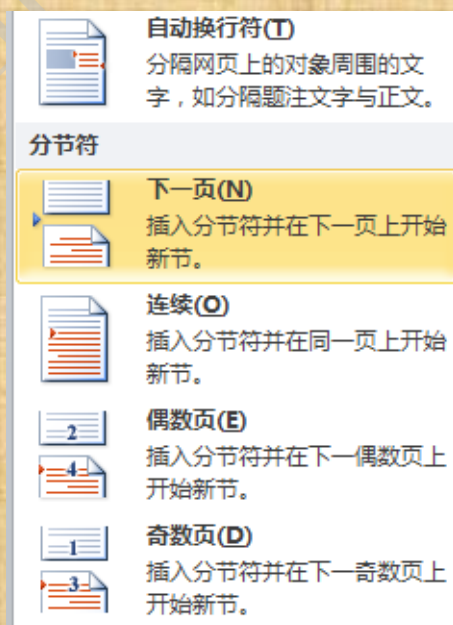 自动换行符(T)
分隔网页上的对象周围的文
字，如分隔题注文字与正文。
分节符
下一页(N)
插入分节符并在下一页上开始
新节。
连续(O)
插入分节符并在同一页上开始
新节。
2
偶数页(E)
4
插入分节符并在下一偶数页上
开始新节。
1
奇数页(D)
3
插入分节符并在下一奇数页上
开始新节。